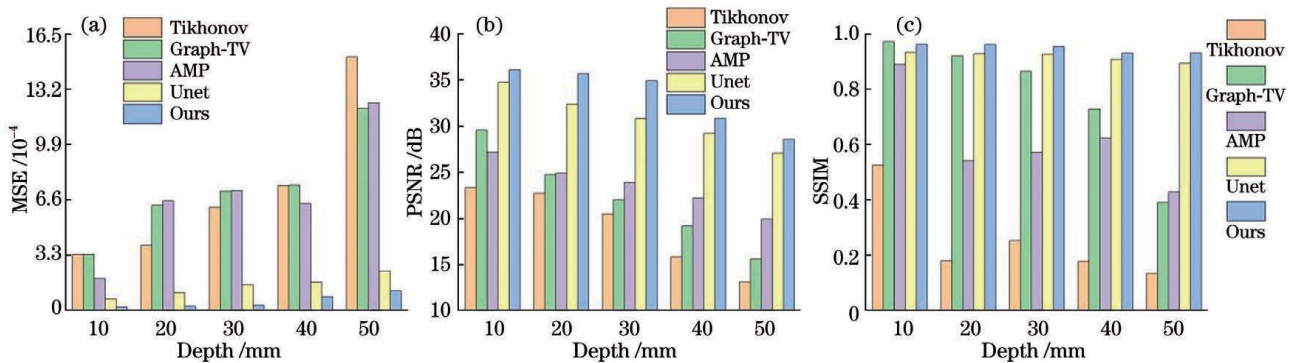 (a)
Tikhonov
Graph-TV
AMP
Unet
Ours
16.5
13.2
9.9
6.6
3.3
0
MSE /10⁻⁴
10 20 30 40 50
Depth /mm
(b)
Tikhonov
Graph-TV
AMP
Unet
Ours
40
35
30
25
20
15
10
PSNR /dB
10 20 30 40 50
Depth /mm
(c)
1.0
0.8
0.6
0.4
0.2
0
SSIM
10 20 30 40 50
Depth /mm
Tikhonov
Graph-TV
AMP
Unet
Ours